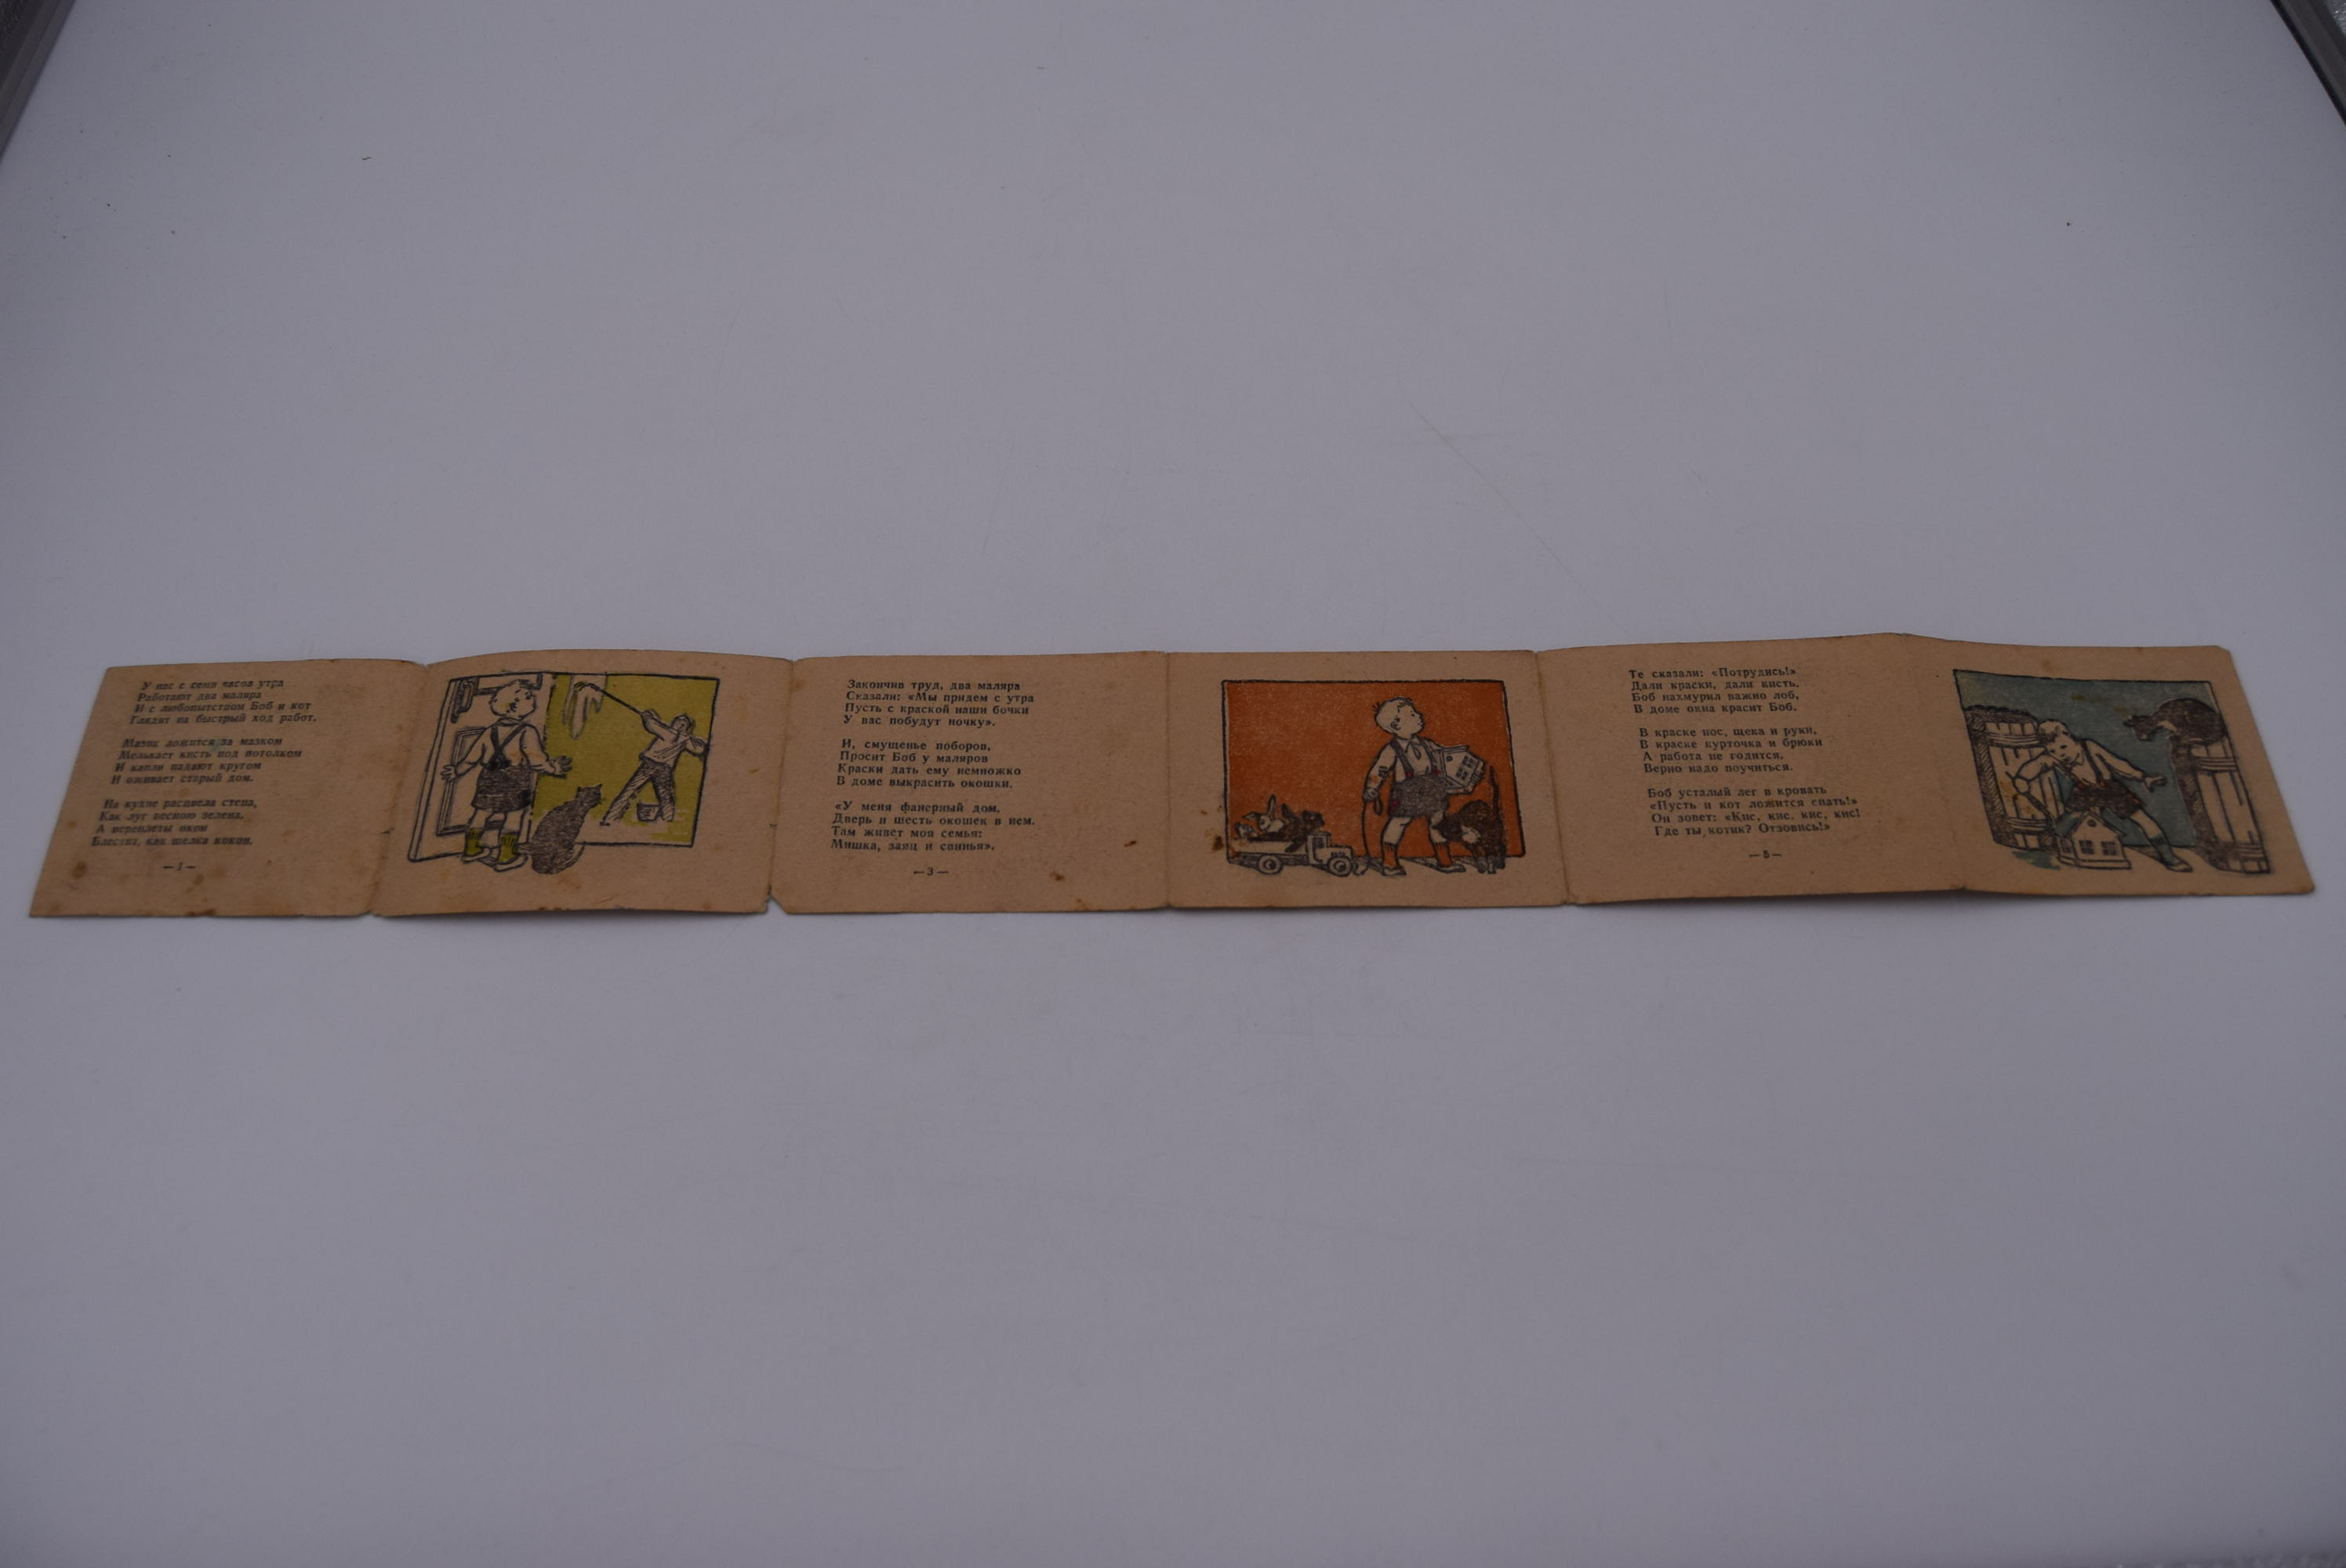 У нас с семи часов утра
Работают два маляра
И с любопытством Боб и кот
Глядят на быстрый ход работ.
Мазок ложится за мазком
Мелькает кисть под потолком
И капли падают кругом
И оживает старый дом.
На кухне расцвела стена,
Как луг весною зелена,
А переплеты окон
Блестят, как шелка кокон.
—1—
Закончив труд, два маляра
Сказали: «Мы придем с утра
Пусть с краской наши бочки
У вас побудут ночку».
И, смущенье поборов,
Просит Боб у маляров
Краски дать ему немножко
В доме выкрасить окошки.
«У меня фанерный дом,
Дверь и шесть окошек в нем.
Там живет моя семья:
Мишка, заяц и свинья».
—3—
Те сказали: «Потрудись!»
Дали краски, дали кисть.
Боб нахмурил важно лоб,
В доме окна красит Боб.
В краске нос, щека и руки,
В краске курточка и брюки
А работа не годится,
Верно надо поучиться.
Боб усталый лег в кровать
«Пусть и кот ложится спать!»
Он зовет: «Кис, кис, кис, кис!
Где ты, котик? Отзовись!»
—5—